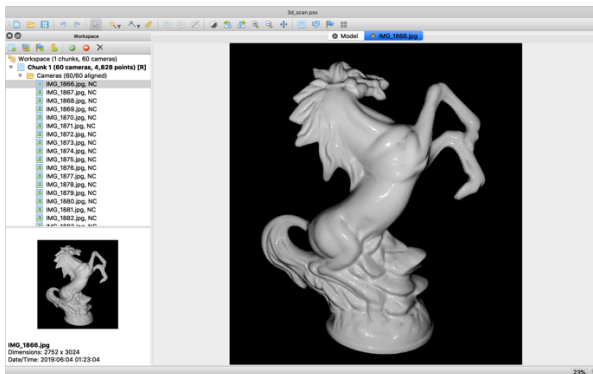 3d_scan.psx
Workspace
Model
IMG_1866.jpg
Workspace (1 chunks, 60 cameras)
Chunk 1 (60 cameras, 4,828 points) [R]
Cameras (60/60 aligned)
IMG_1866.jpg, NC
IMG_1867.jpg, NC
IMG_1868.jpg, NC
IMG_1869.jpg, NC
IMG_1870.jpg, NC
IMG_1871.jpg, NC
IMG_1872.jpg, NC
IMG_1873.jpg, NC
IMG_1874.jpg, NC
IMG_1875.jpg, NC
IMG_1876.jpg, NC
IMG_1877.jpg, NC
IMG_1878.jpg, NC
IMG_1879.jpg, NC
IMG_1880.jpg, NC
IMG_1881.jpg, NC
IMG_1882.jpg, NC
IMG_1866.jpg
Dimensions: 2752 x 3024
Date/Time: 2019:06:04 01:23:04
23%